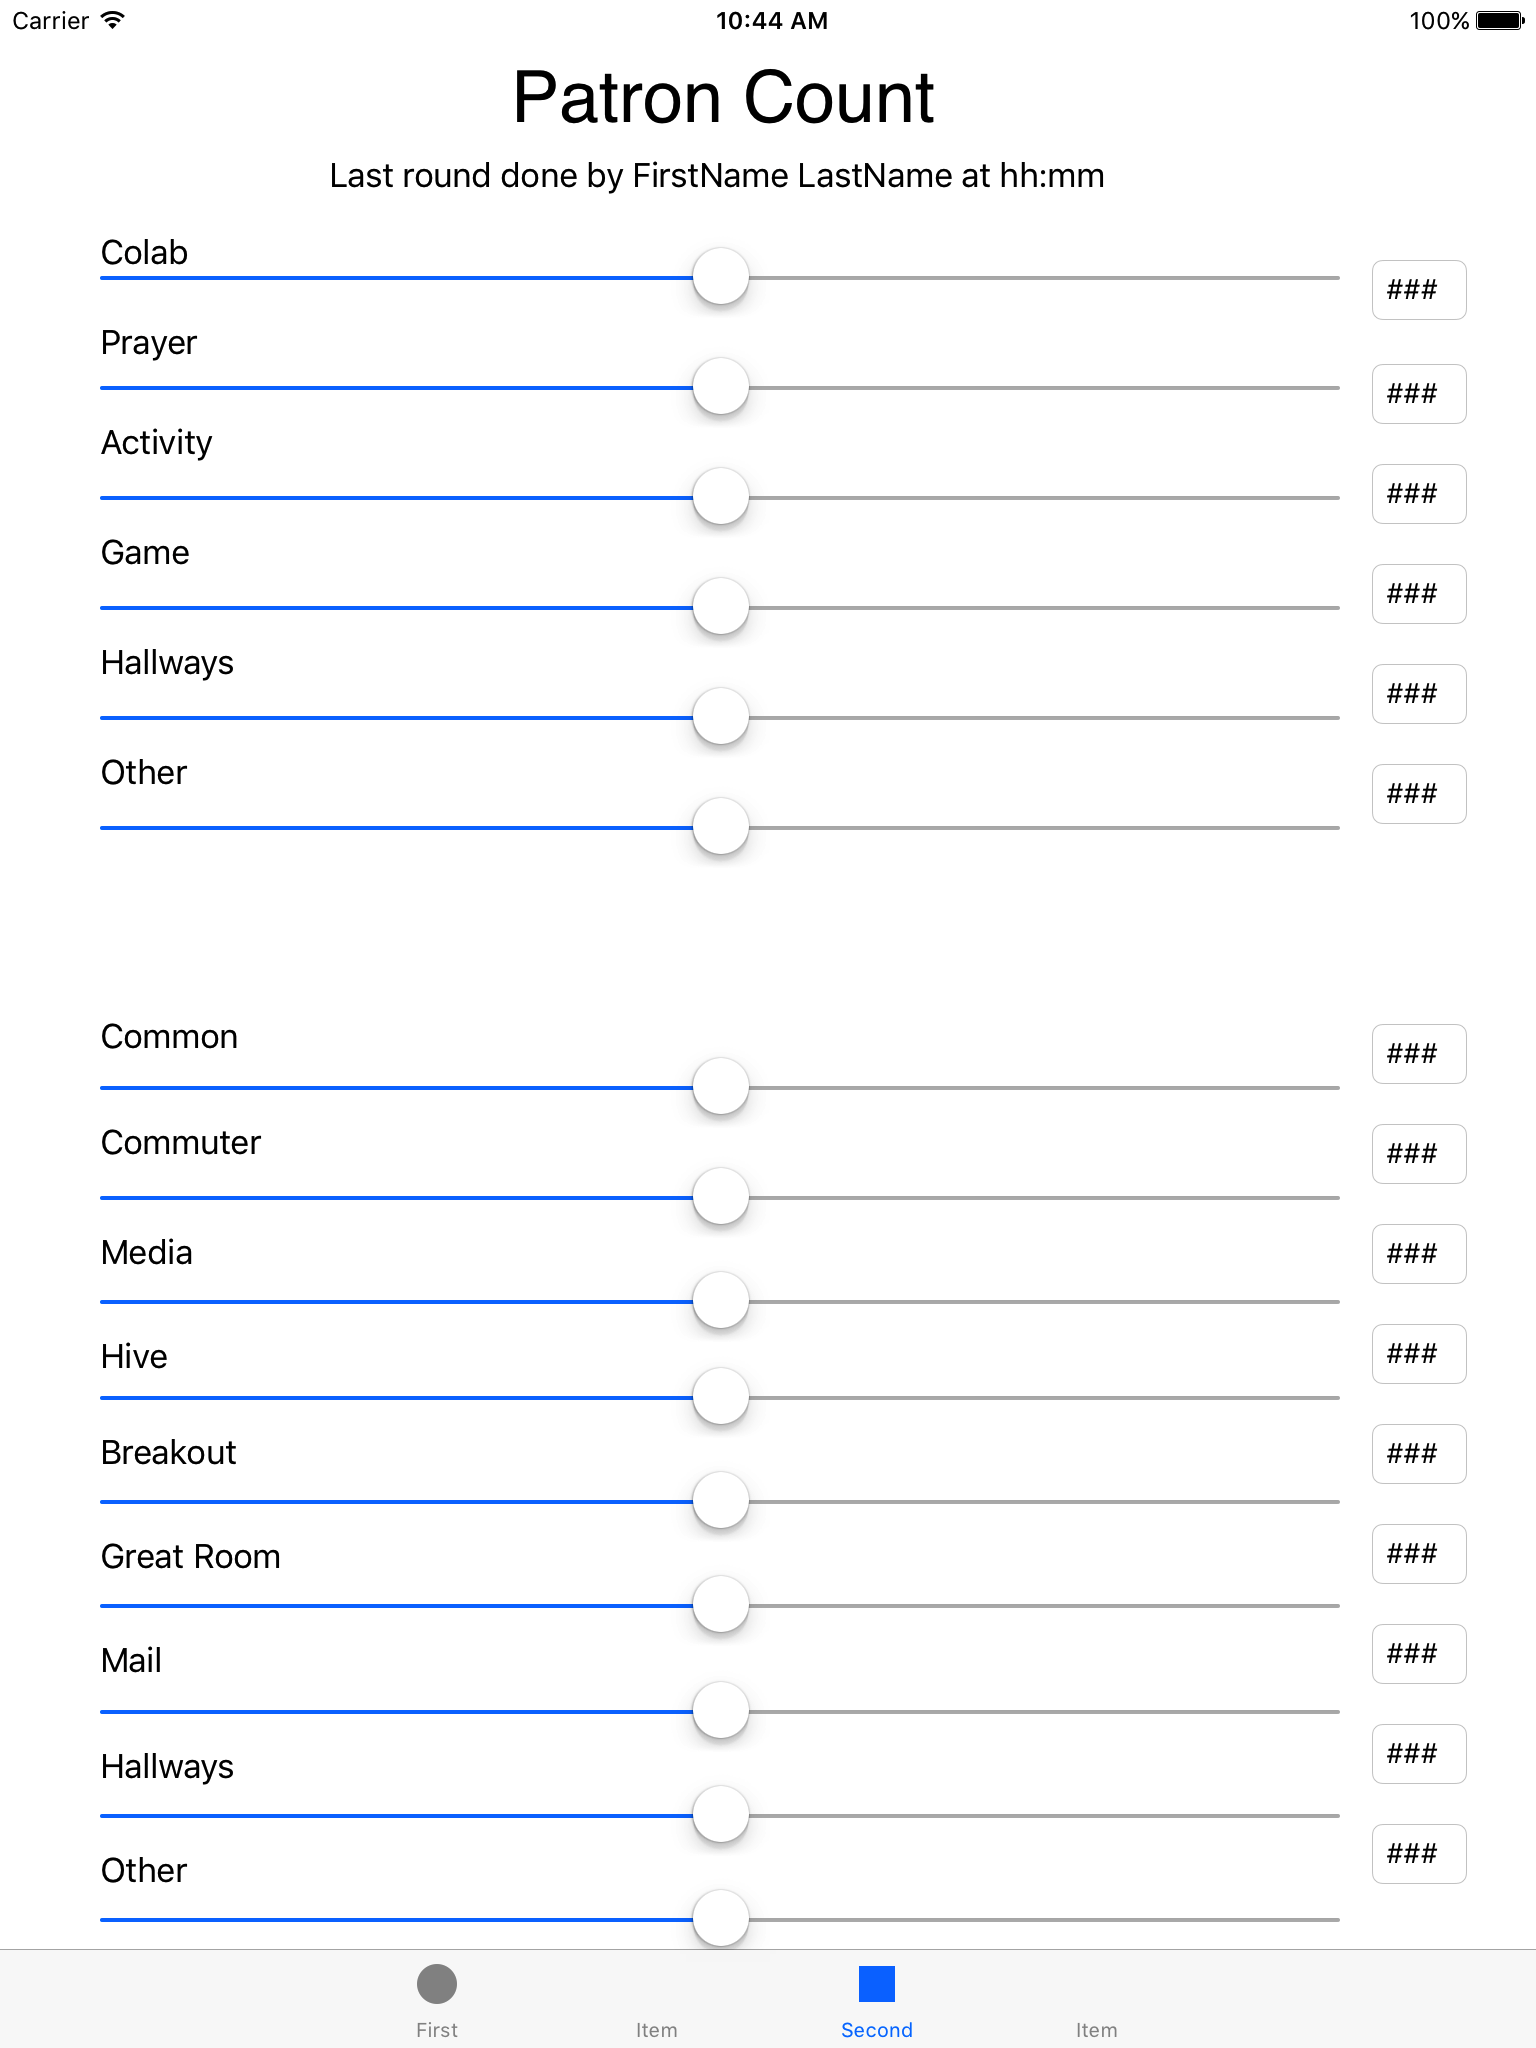 Carrier 10:44 AM 100%
Patron Count
Last round done by FirstName LastName at hh:mm
Colab
###
Prayer
###
Activity
###
Game
###
Hallways
###
Other
###
Common
###
Commuter
###
Media
###
Hive
###
Breakout
###
Great Room
###
Mail
###
Hallways
###
Other
###
First Item Second Item